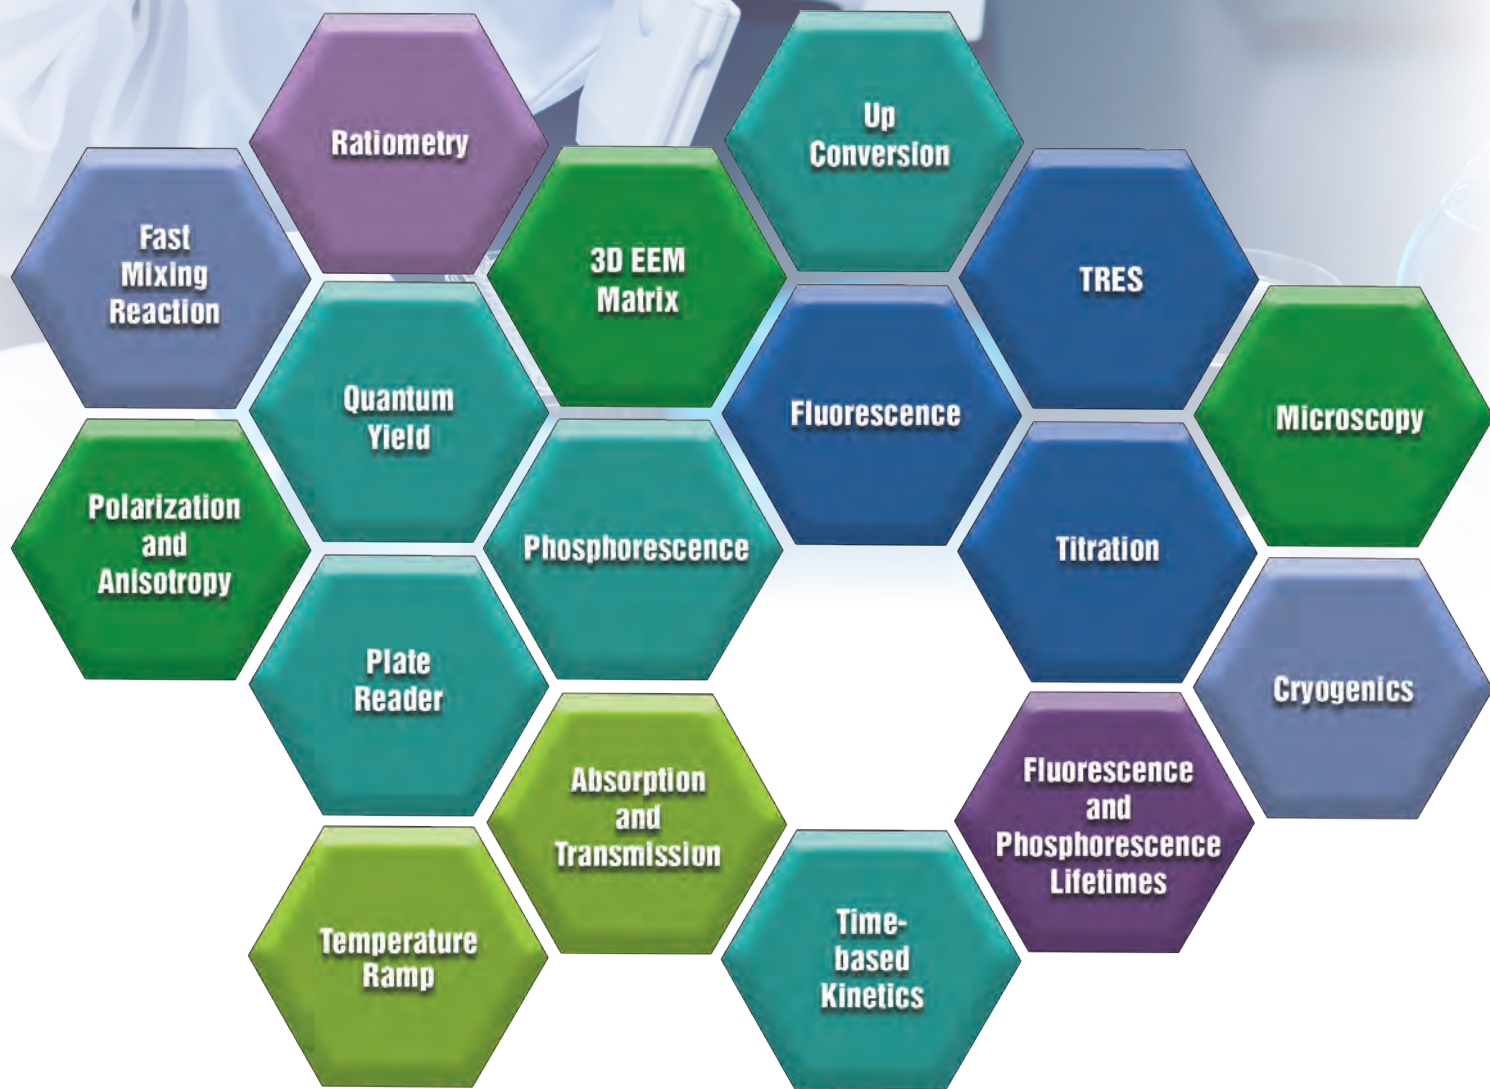 Ratiometry
Up
Conversion
Fast
Mixing
Reaction
3D EEM
Matrix
TRES
Quantum
Yield
Fluorescence
Microscopy
Polarization
and
Anisotropy
Phosphorescence
Titration
Plate
Reader
Cryogenics
Absorption
and
Transmission
Fluorescence
and
Phosphorescence
Lifetimes
Temperature
Ramp
Time-
based
Kinetics